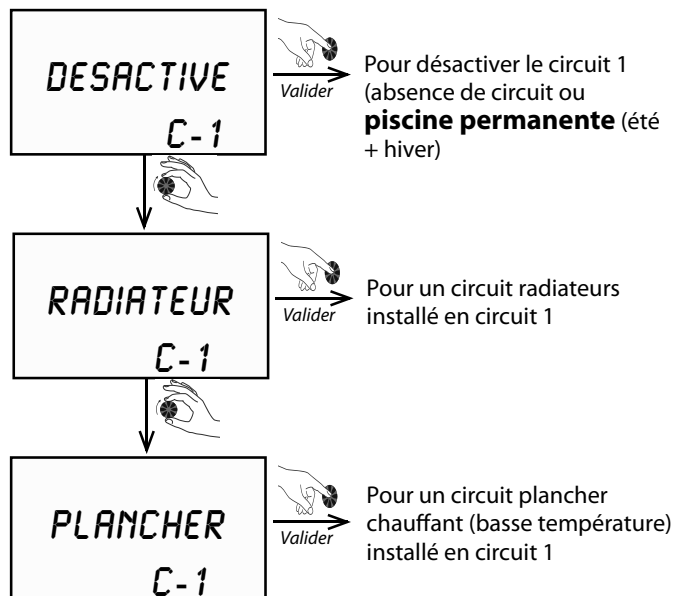 DESACTIVE
C-1
Valider
Pour désactiver le circuit 1
(absence de circuit ou
piscine permanente (été
+ hiver)
RADIATEUR
C-1
Valider
Pour un circuit radiateurs
installé en circuit 1
PLANCHER
C-1
Valider
Pour un circuit plancher
chauffant (basse température)
installé en circuit 1